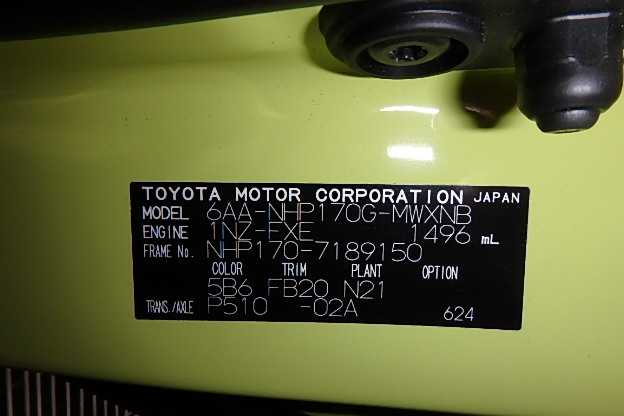 TOYOTA MOTOR CORPORATION JAPAN
MODEL 6AA-NHP170G-MWXNB
ENGINE 1NZ-FXE 1496 mL
FRAME No. NHP170-7189150
COLOR TRIM PLANT OPTION
5B6 FB20 N21
TRANS./AXLE P510 -02A 624